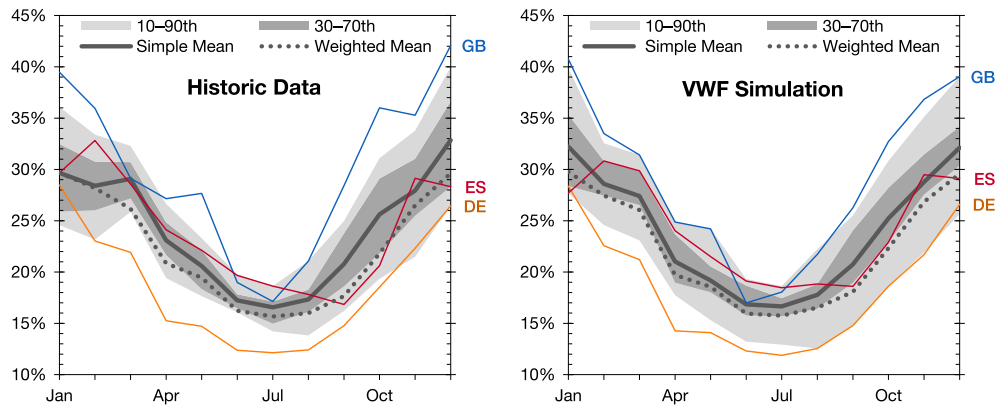 45%
40%
35%
30%
25%
20%
15%
10%
10–90th
30–70th
Simple Mean
Weighted Mean
Historic Data
GB
ES
DE
Jan
Apr
Jul
Oct
45%
40%
35%
30%
25%
20%
15%
10%
10–90th
30–70th
Simple Mean
Weighted Mean
VWF Simulation
GB
ES
DE
Jan
Apr
Jul
Oct